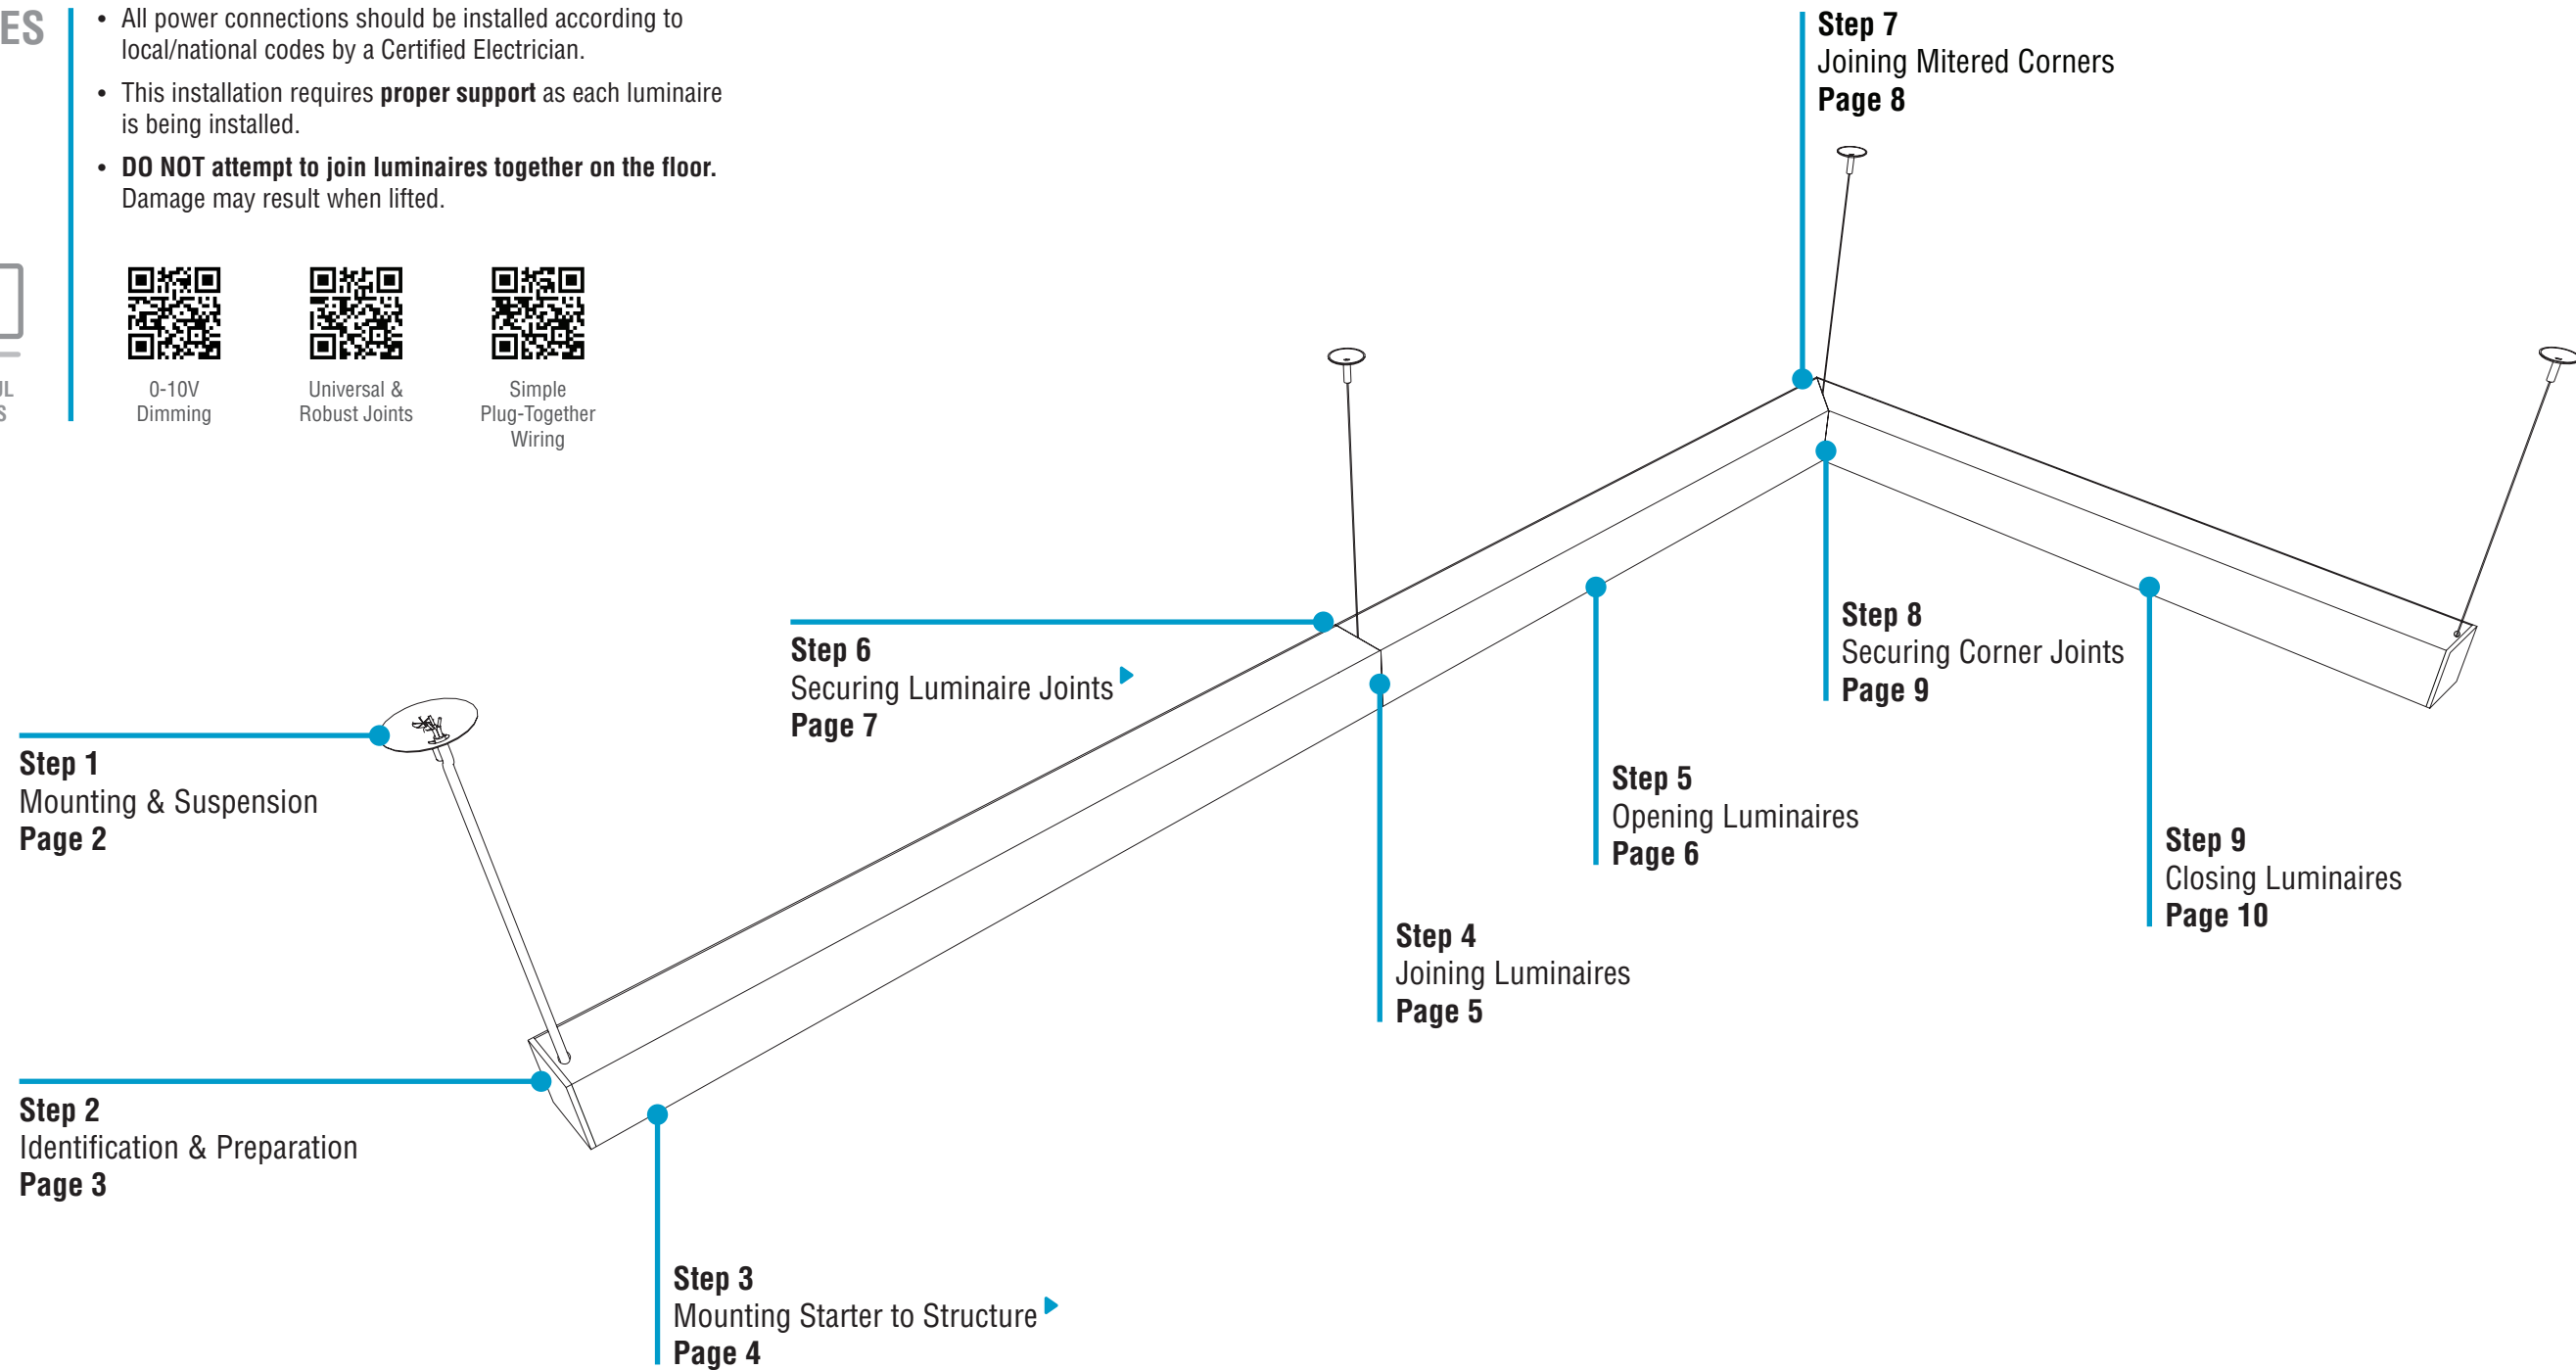 ES
• All power connections should be installed according to
local/national codes by a Certified Electrician.
• This installation requires proper support as each luminaire
is being installed.
• DO NOT attempt to join luminaires together on the floor.
Damage may result when lifted.
0-10V
Dimming
Universal &
Robust Joints
Simple
Plug-Together
Wiring
Step 7
Joining Mitered Corners
Page 8
Step 6
Securing Luminaire Joints
Page 7
Step 8
Securing Corner Joints
Page 9
Step 1
Mounting & Suspension
Page 2
Step 5
Opening Luminaires
Page 6
Step 9
Closing Luminaires
Page 10
Step 4
Joining Luminaires
Page 5
Step 2
Identification & Preparation
Page 3
Step 3
Mounting Starter to Structure
Page 4